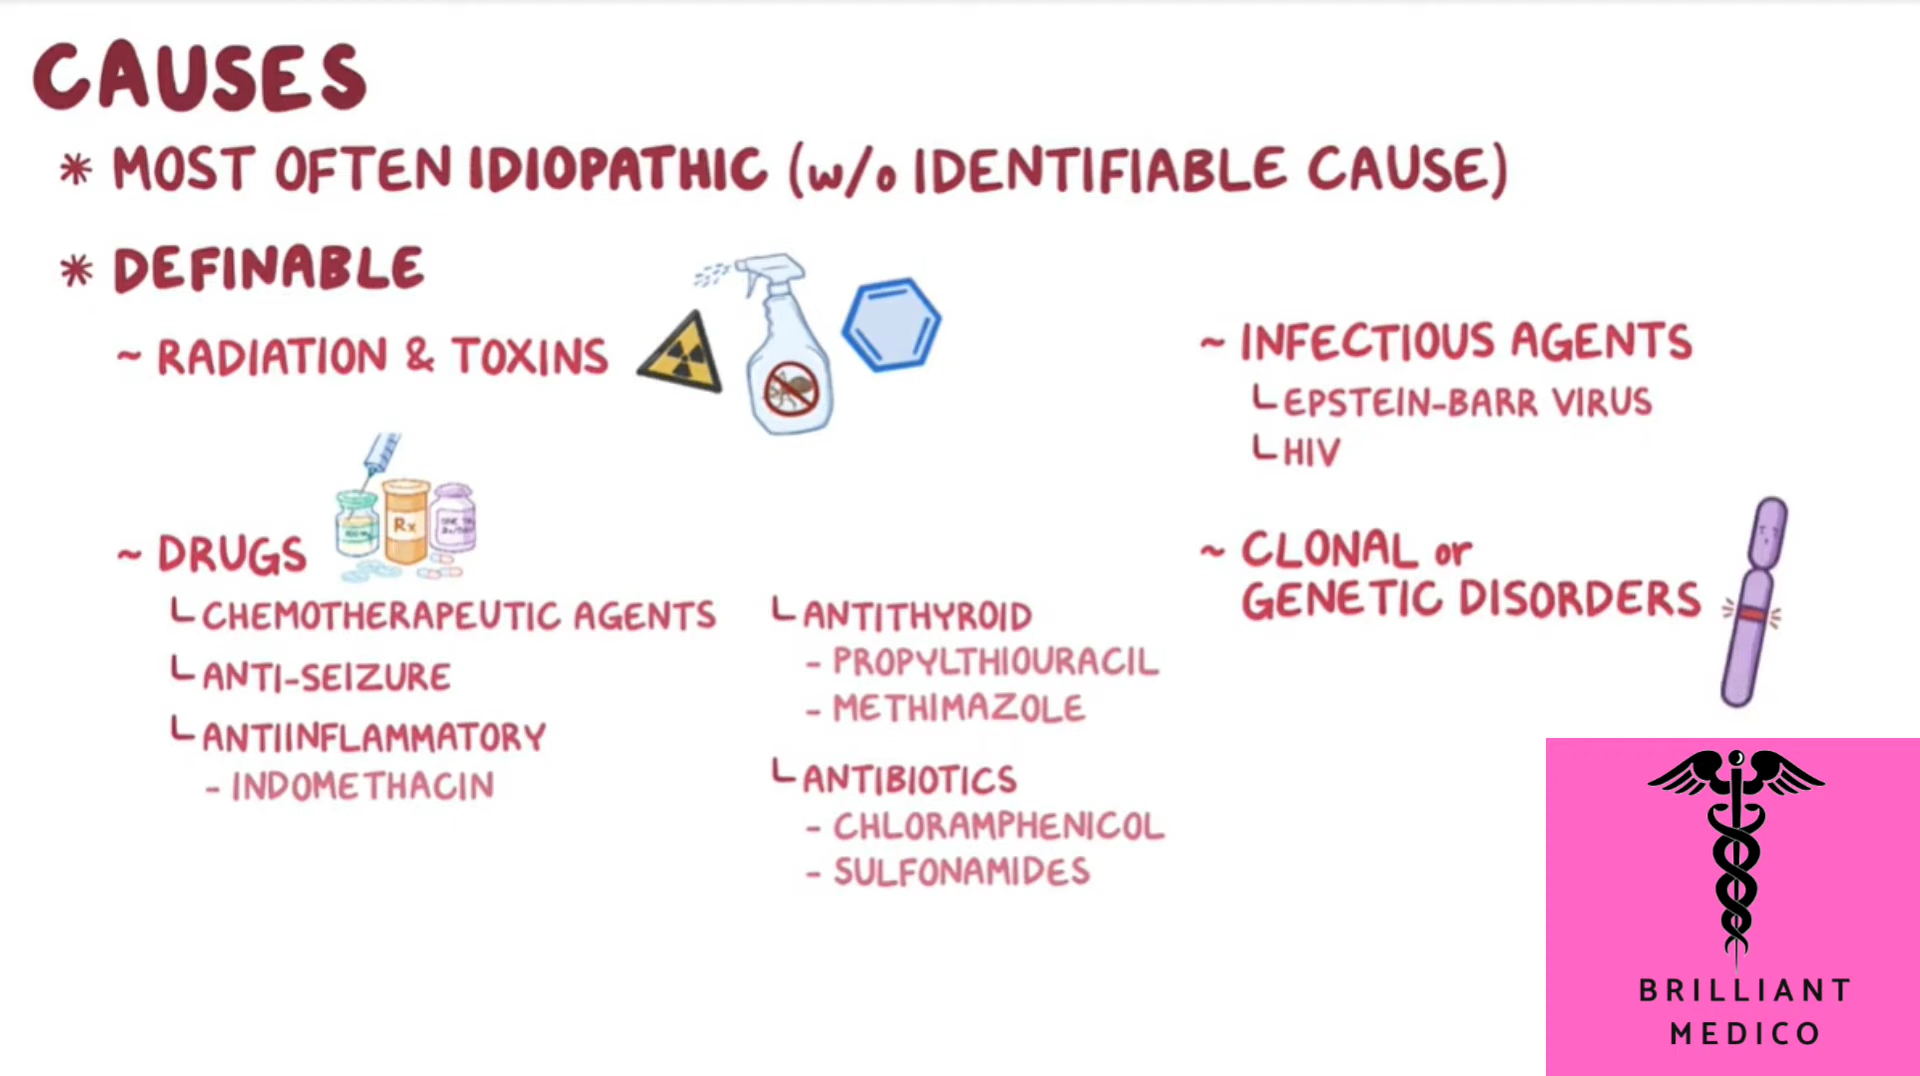 CAUSES
* MOST OFTEN IDIOPATHIC (w/o IDENTIFIABLE CAUSE)
* DEFINABLE
~ RADIATION & TOXINS
~ DRUGS
Rx
CHEMOTHERAPEUTIC AGENTS
ANTI-SEIZURE
ANTIINFLAMMATORY
- INDOMETHACIN
ANTITHYROID
- PROPYLTHIOURACIL
- METHIMAZOLE
ANTIBIOTICS
- CHLORAMPHENICOL
- SULFONAMIDES
~ INFECTIOUS AGENTS
EPSTEIN-BARR VIRUS
HIV
~ CLONAL or
GENETIC DISORDERS
BRILLIANT
MEDICO